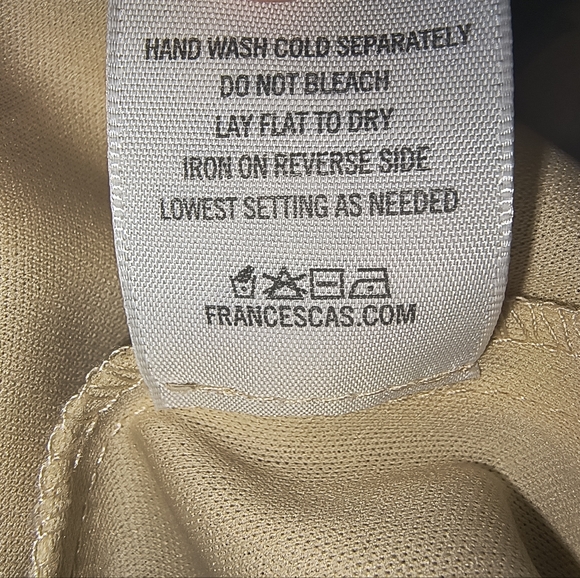 HAND WASH COLD SEPARATELY
DO NOT BLEACH
LAY FLAT TO DRY
IRON ON REVERSE SIDE
LOWEST SETTING AS NEEDED
FRANCESCAS.COM